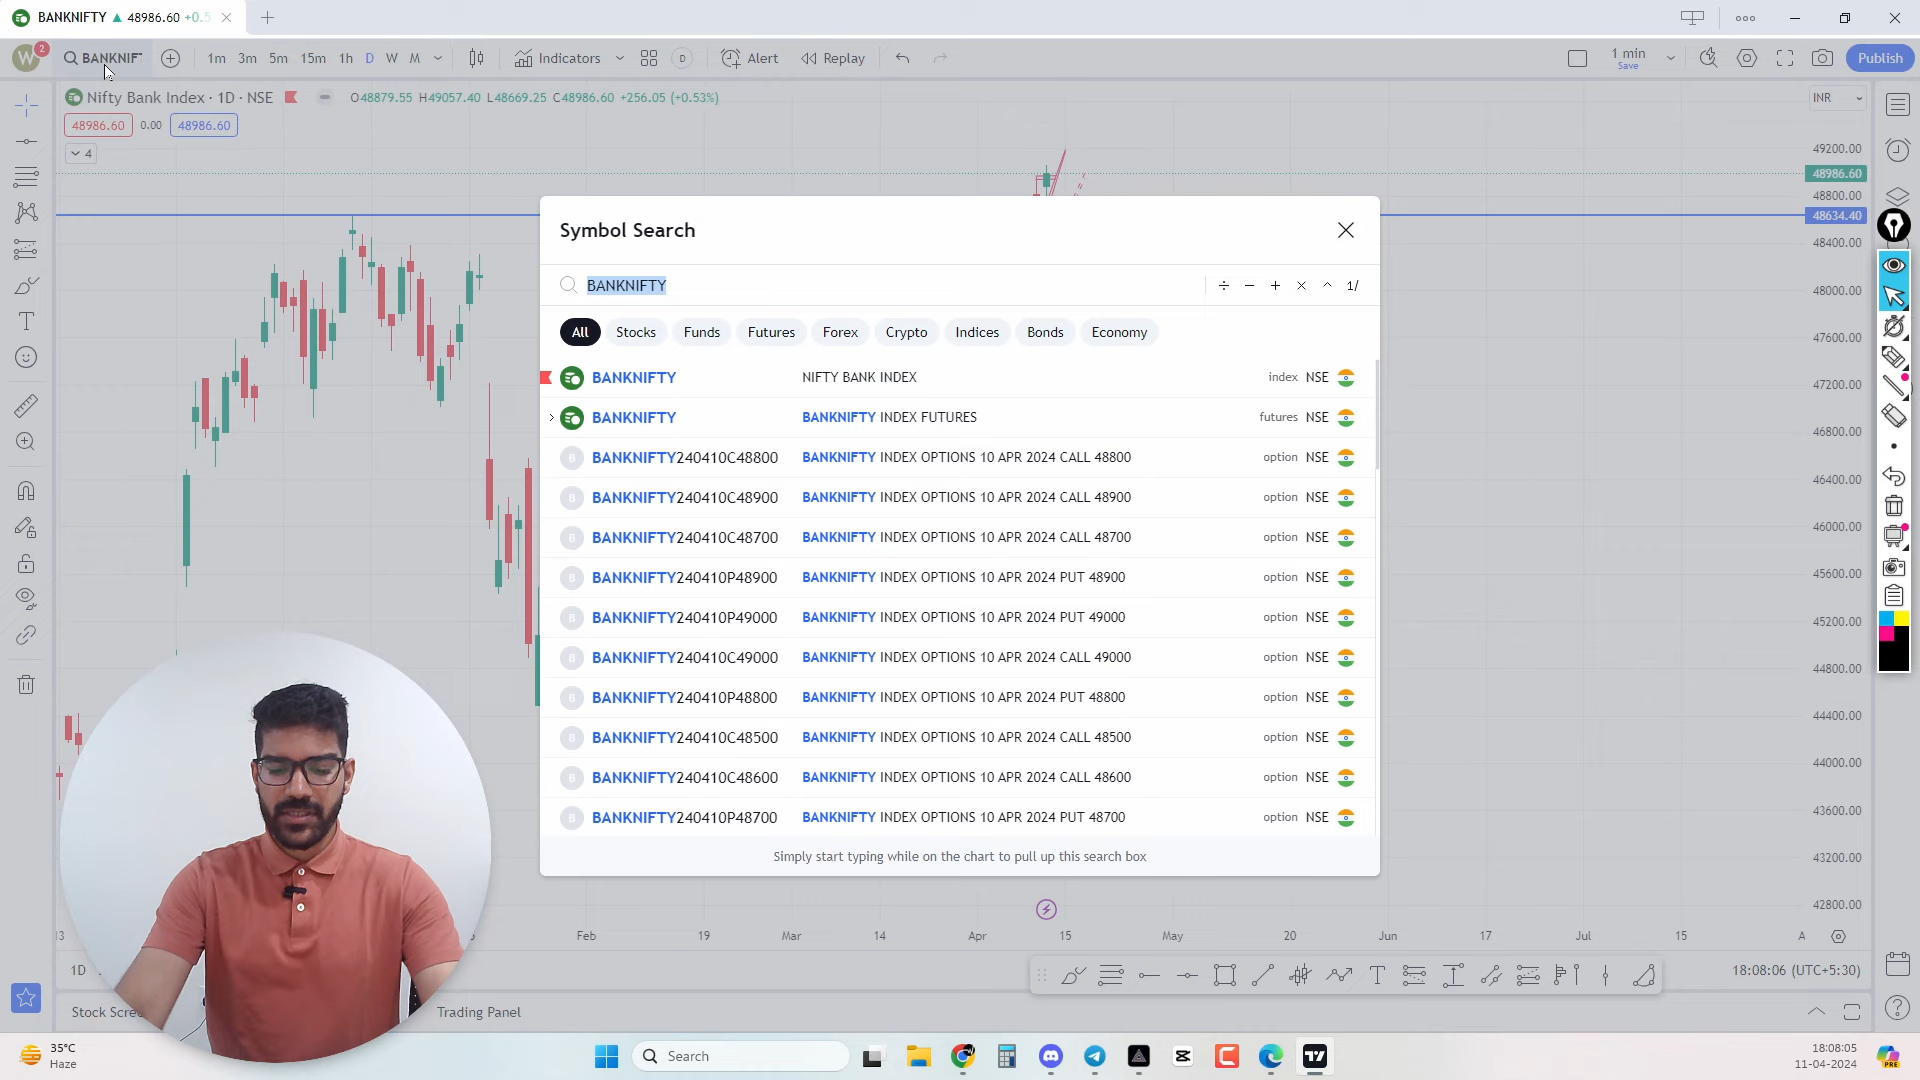 BANKNIFTY ▲ 48986.60 +0.5
W 2 BANKNIFT 1m 3m 5m 15m 1h D W M Indicators D Alert Replay 1 min Save Publish
Nifty Bank Index · 1D · NSE O48879.55 H49057.40 L48669.25 C48986.60 +256.05 (+0.53%) INR
48986.60 0.00 48986.60
4
49200.00
48986.60
48800.00
48634.40
48400.00
48000.00
47600.00
47200.00
46800.00
46400.00
46000.00
45600.00
45200.00
44800.00
44400.00
44000.00
43600.00
43200.00
42800.00
Symbol Search
BANKNIFTY 1/
All Stocks Funds Futures Forex Crypto Indices Bonds Economy
BANKNIFTY NIFTY BANK INDEX index NSE
BANKNIFTY BANKNIFTY INDEX FUTURES futures NSE
B BANKNIFTY240410C48800 BANKNIFTY INDEX OPTIONS 10 APR 2024 CALL 48800 option NSE
B BANKNIFTY240410C48900 BANKNIFTY INDEX OPTIONS 10 APR 2024 CALL 48900 option NSE
B BANKNIFTY240410C48700 BANKNIFTY INDEX OPTIONS 10 APR 2024 CALL 48700 option NSE
B BANKNIFTY240410P48900 BANKNIFTY INDEX OPTIONS 10 APR 2024 PUT 48900 option NSE
B BANKNIFTY240410P49000 BANKNIFTY INDEX OPTIONS 10 APR 2024 PUT 49000 option NSE
B BANKNIFTY240410C49000 BANKNIFTY INDEX OPTIONS 10 APR 2024 CALL 49000 option NSE
B BANKNIFTY240410P48800 BANKNIFTY INDEX OPTIONS 10 APR 2024 PUT 48800 option NSE
B BANKNIFTY240410C48500 BANKNIFTY INDEX OPTIONS 10 APR 2024 CALL 48500 option NSE
B BANKNIFTY240410C48600 BANKNIFTY INDEX OPTIONS 10 APR 2024 CALL 48600 option NSE
B BANKNIFTY240410P48700 BANKNIFTY INDEX OPTIONS 10 APR 2024 PUT 48700 option NSE
Simply start typing while on the chart to pull up this search box
13 Feb 19 Mar 14 Apr 15 May 20 Jun 17 Jul 15 A
1D 18:08:06 (UTC+5:30)
Stock Scre Trading Panel
35°C
Haze
Search
18:08:05
11-04-2024
PRE